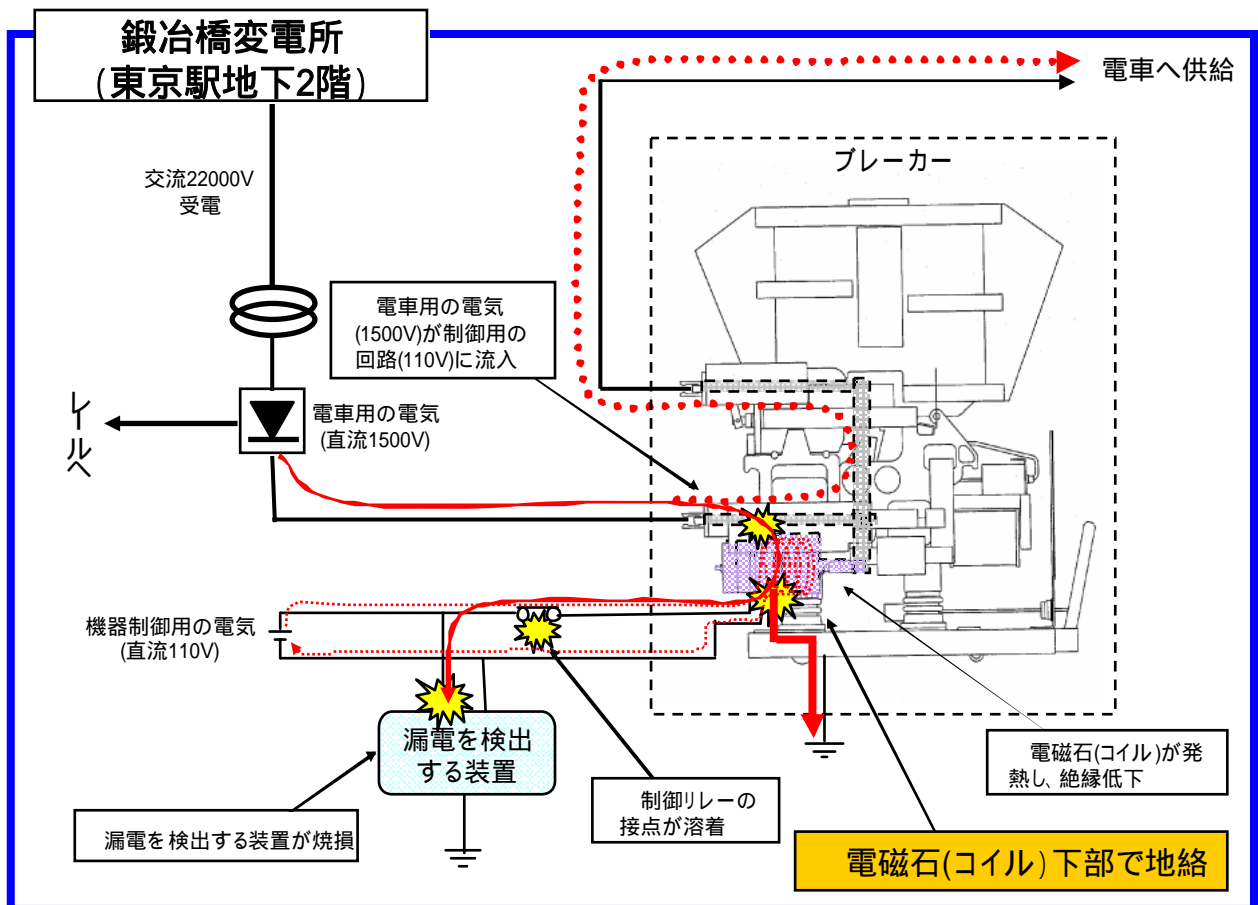 鍛冶橋変電所
(東京駅地下2階)
電車へ供給
ブレーカー
交流22000V
受電
電車用の電気
(1500V)が制御用の
回路(110V)に流入
レイルへ
電車用の電気
(直流1500V)
機器制御用の電気
(直流110V)
漏電を検出
する装置
電磁石(コイル)が発
熱し、絶縁低下
制御リレーの
接点が溶着
漏電を検出する装置が焼損
電磁石(コイル)下部で地絡